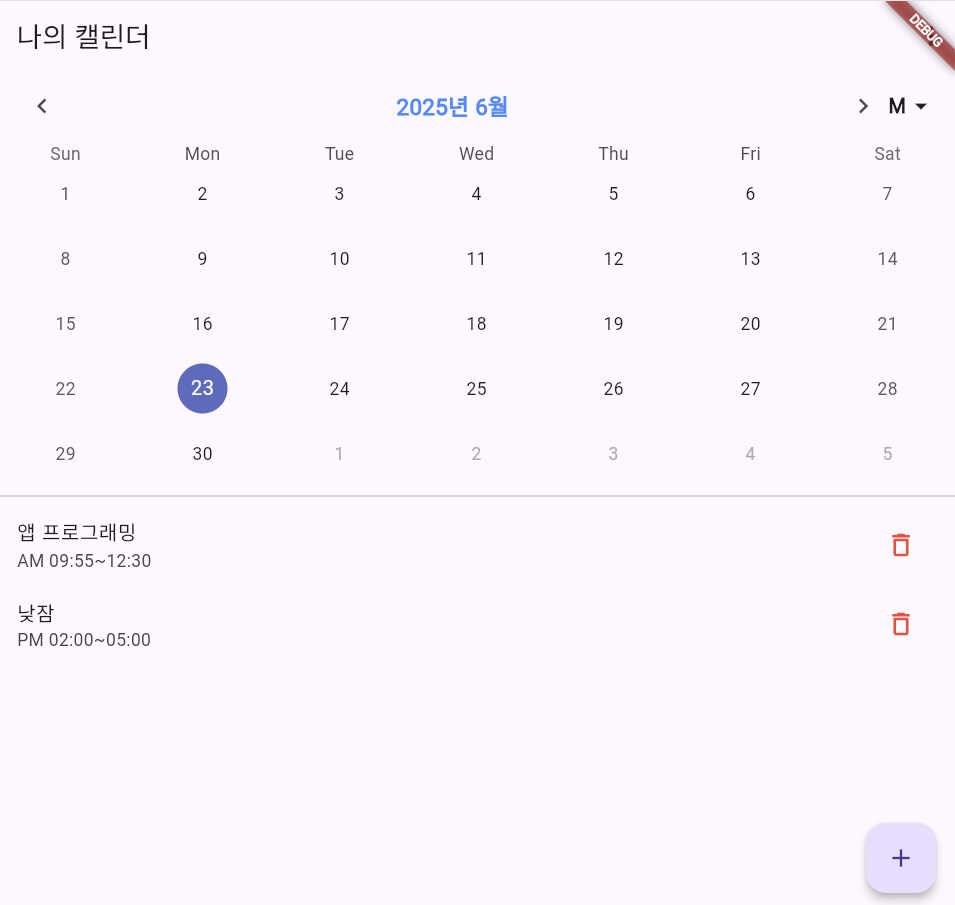 나의 캘린더
DEBUG
2025년 6월 M
Sun Mon Tue Wed Thu Fri Sat
1 2 3 4 5 6 7
8 9 10 11 12 13 14
15 16 17 18 19 20 21
22 23 24 25 26 27 28
29 30 1 2 3 4 5
앱 프로그래밍
AM 09:55~12:30
낮잠
PM 02:00~05:00